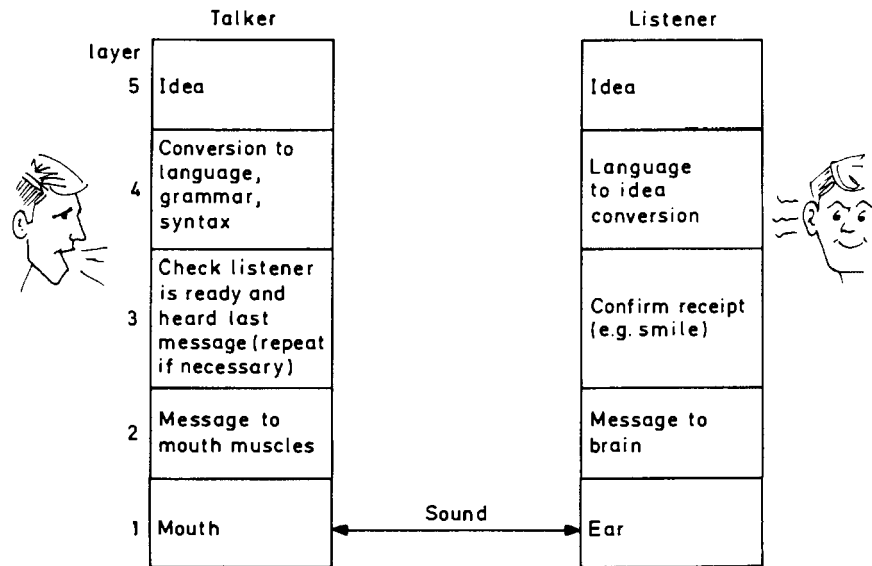 Talker
Listener
layer
5
Idea
Idea
4
Conversion to
language,
grammar,
syntax
Language
to idea
conversion
3
Check listener
is ready and
heard last
message (repeat
if necessary)
Confirm receipt
(e.g. smile)
2
Message to
mouth muscles
Message to
brain
1
Mouth
Sound
Ear